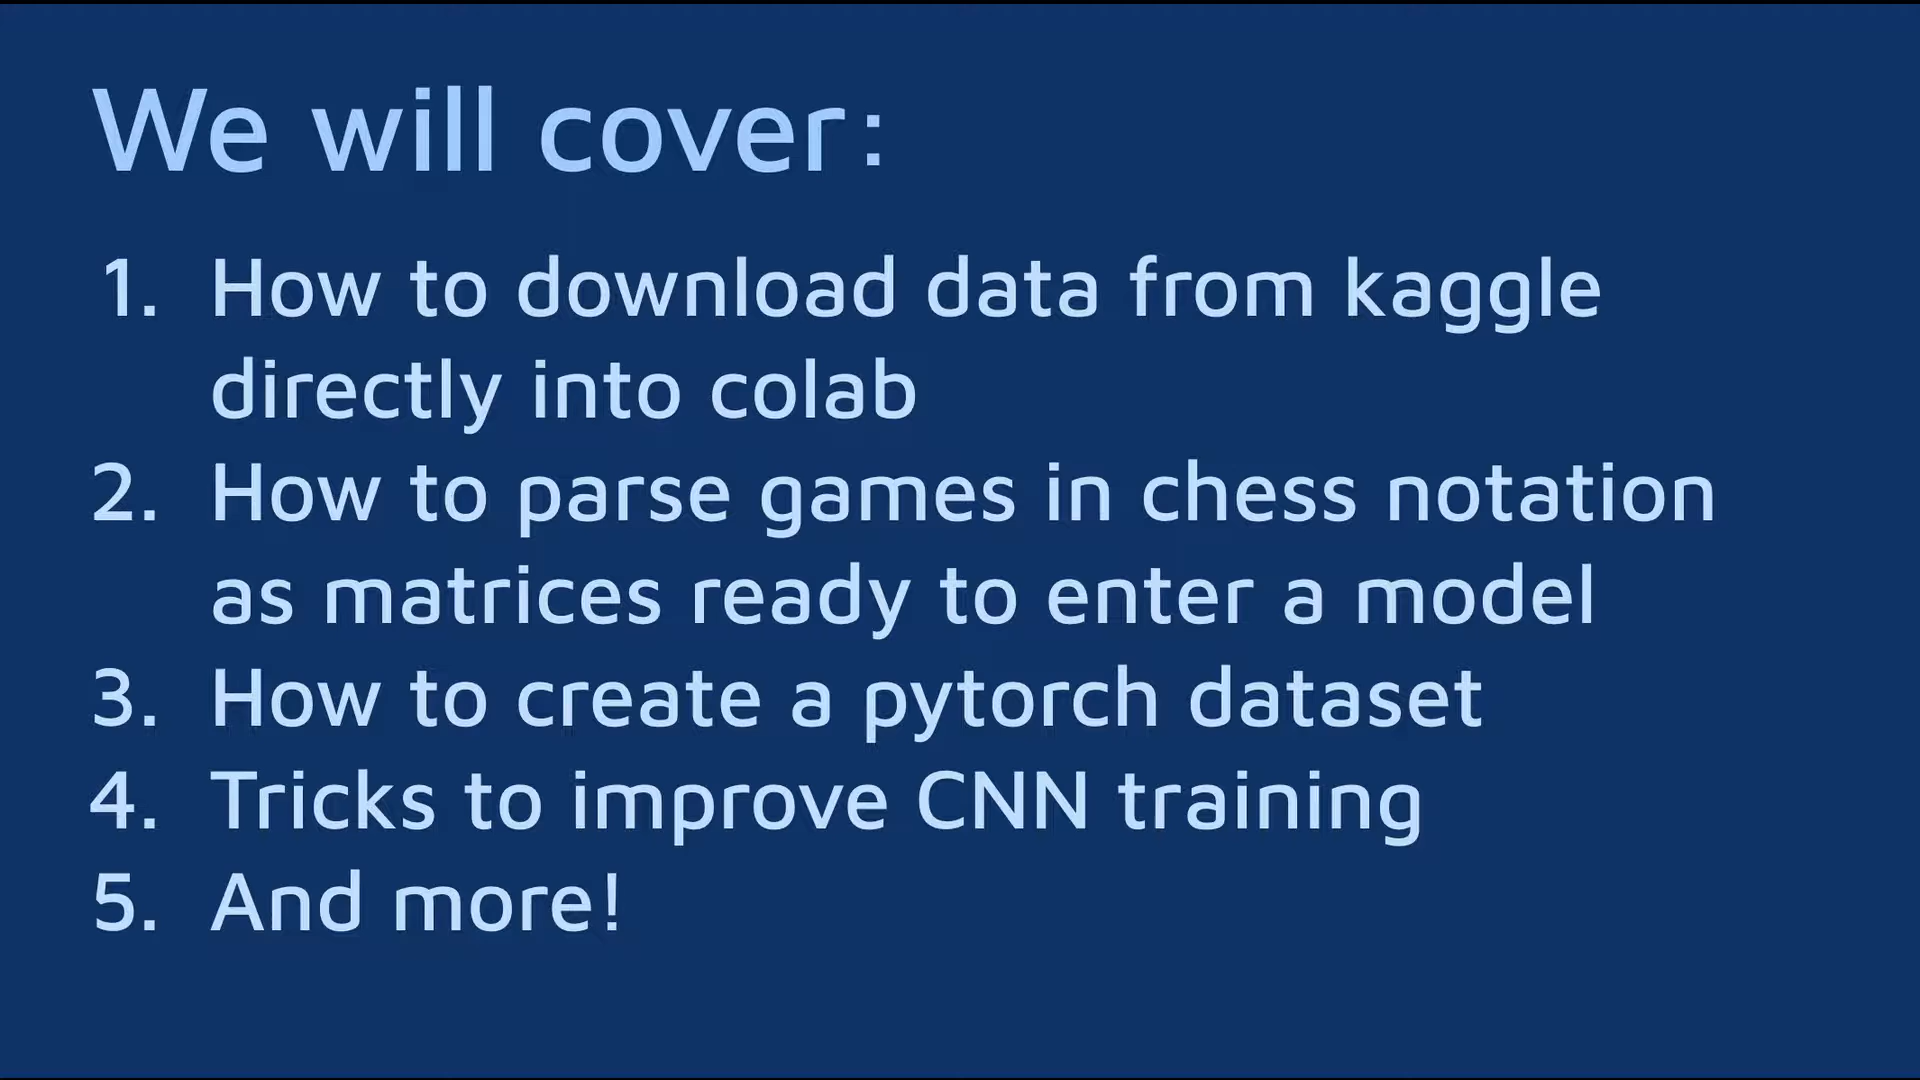 We will cover:
1. How to download data from kaggle
directly into colab
2. How to parse games in chess notation
as matrices ready to enter a model
3. How to create a pytorch dataset
4. Tricks to improve CNN training
5. And more!